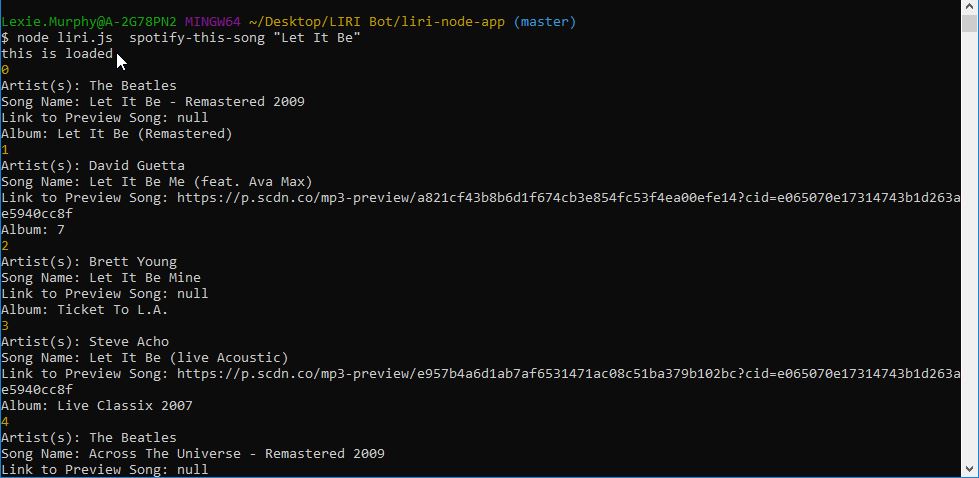 Lexie.Murphy@A-2G78PN2 MINGW64 ~/Desktop/LIRI Bot/liri-node-app (master)
$ node liri.js  spotify-this-song "Let It Be"
this is loaded
0
Artist(s): The Beatles
Song Name: Let It Be - Remastered 2009
Link to Preview Song: null
Album: Let It Be (Remastered)
1
Artist(s): David Guetta
Song Name: Let It Be Me (feat. Ava Max)
Link to Preview Song: https://p.scdn.co/mp3-preview/a821cf43b8b6d1f674cb3e854fc53f4ea00efe14?cid=e065070e17314743b1d263a
e5940cc8f
Album: 7
2
Artist(s): Brett Young
Song Name: Let It Be Mine
Link to Preview Song: null
Album: Ticket To L.A.
3
Artist(s): Steve Acho
Song Name: Let It Be (live Acoustic)
Link to Preview Song: https://p.scdn.co/mp3-preview/e957b4a6d1ab7af6531471ac08c51ba379b102bc?cid=e065070e17314743b1d263a
e5940cc8f
Album: Live Classix 2007
4
Artist(s): The Beatles
Song Name: Across The Universe - Remastered 2009
Link to Preview Song: null